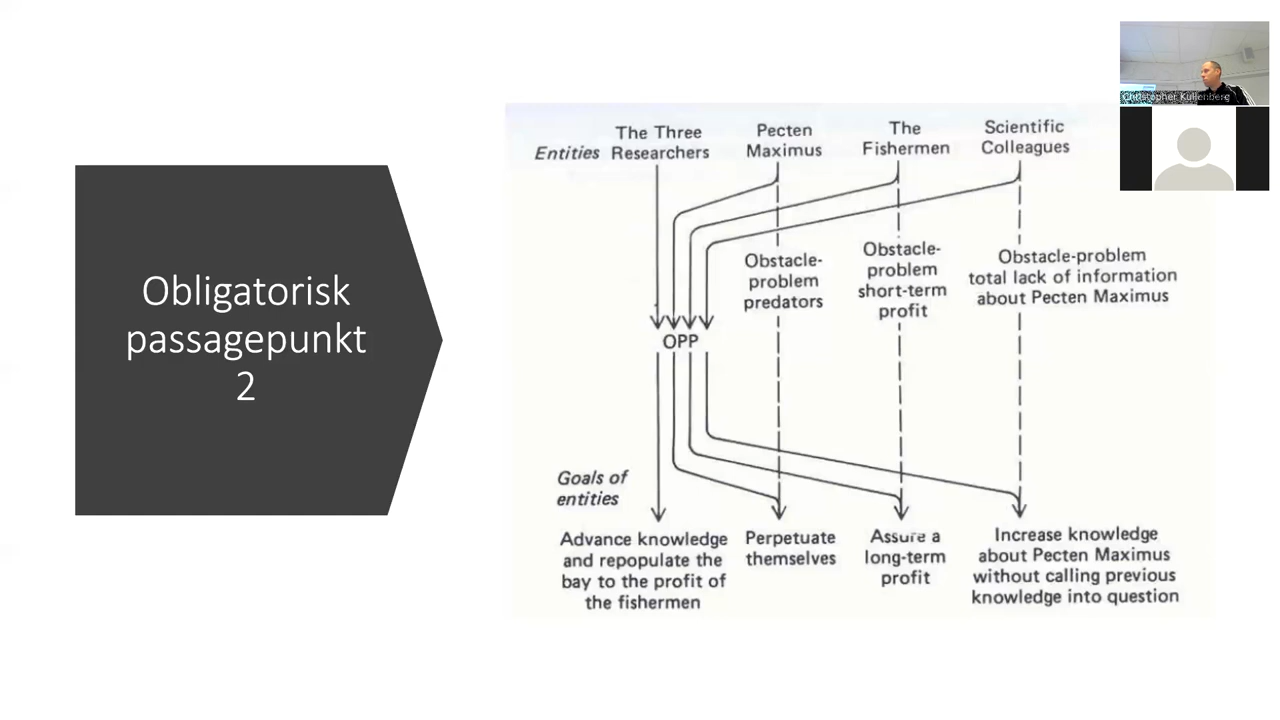 Obligatorisk
passagepunkt
2
Entities
The Three
Researchers
Pecten
Maximus
The
Fishermen
Scientific
Colleagues
Obstacle-
problem
predators
Obstacle-
problem
short-term
profit
Obstacle-problem
total lack of information
about Pecten Maximus
OPP
Goals of
entities
Advance knowledge
and repopulate the
bay to the profit of
the fishermen
Perpetuate
themselves
Assure a
long-term
profit
Increase knowledge
about Pecten Maximus
without calling previous
knowledge into question
Christopher Kullenberg